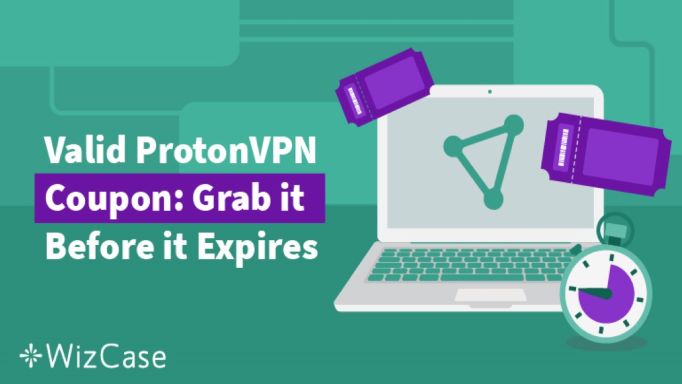 Valid ProtonVPN
Coupon: Grab it
Before it Expires
WizCase